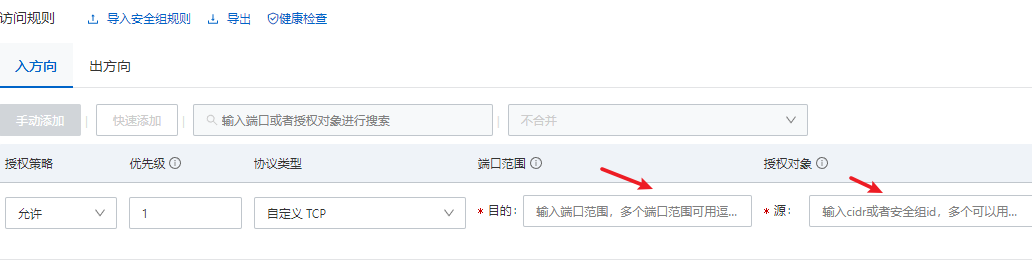 访问规则 导入安全组规则 导出 健康检查
入方向 出方向
手动添加 快速添加 输入端口或者授权对象进行搜索 不合并
授权策略 优先级 协议类型 端口范围 授权对象
允许 1 自定义 TCP * 目的: 输入端口范围，多个端口范围可用逗... * 源: 输入cidr或者安全组id，多个可以用...